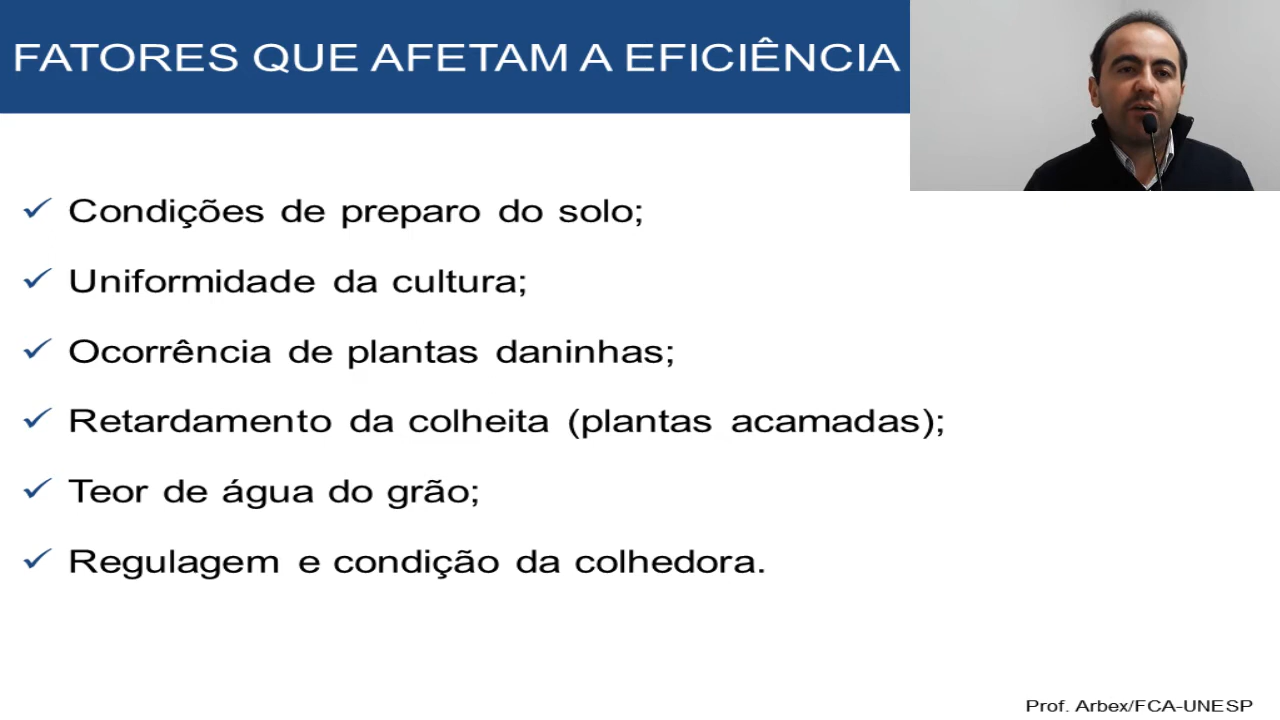 FATORES QUE AFETAM A EFICIÊNCIA
Condições de preparo do solo;
Uniformidade da cultura;
Ocorrência de plantas daninhas;
Retardamento da colheita (plantas acamadas);
Teor de água do grão;
Regulagem e condição da colhedora.
Prof. Arbex/FCA-UNESP